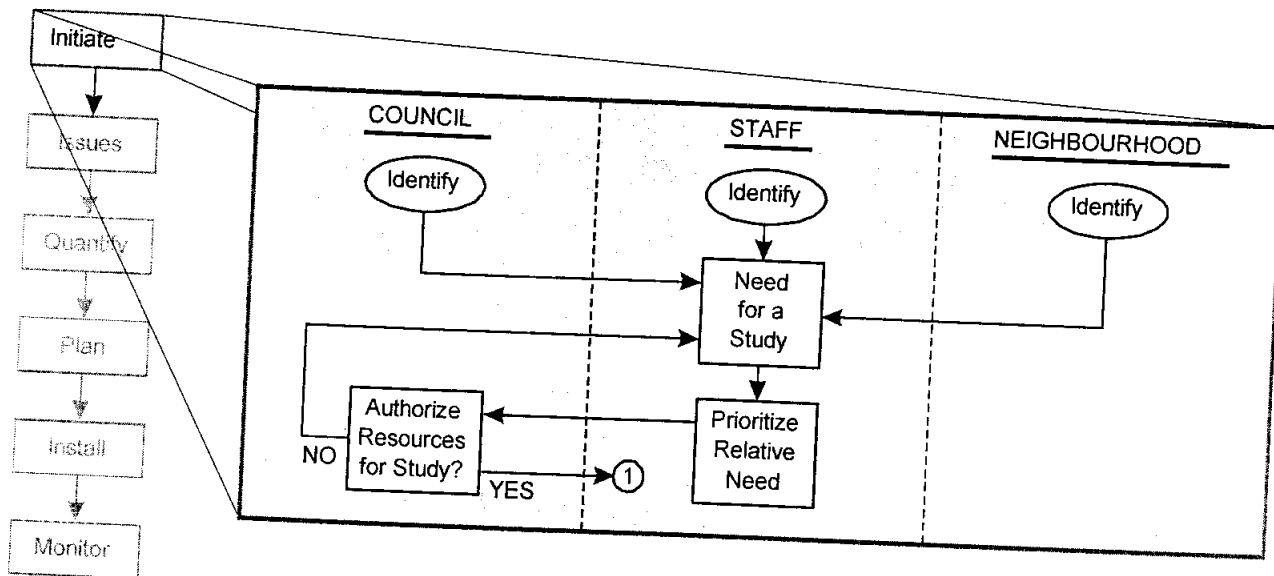 Initiate
Issues
Quantify
Plan
Install
Monitor
COUNCIL
STAFF
NEIGHBOURHOOD
Identify
Identify
Identify
Need
for a
Study
Authorize
Resources
for Study?
Prioritize
Relative
Need
NO
YES
1